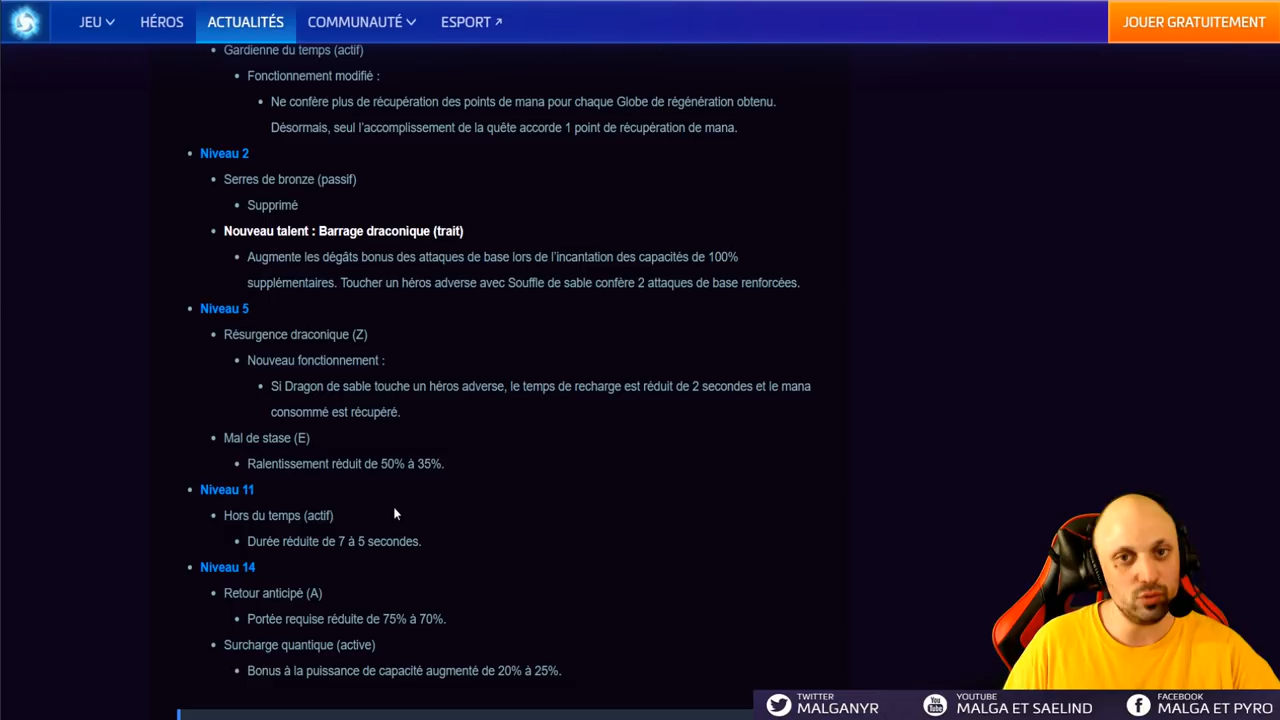 JEU HÉROS ACTUALITÉS COMMUNAUTÉ ESPORT JOUER GRATUITEMENT
Gardienne du temps (actif)
Fonctionnement modifié :
Ne confère plus de récupération des points de mana pour chaque Globe de régénération obtenu.
Désormais, seul l'accomplissement de la quête accorde 1 point de récupération de mana.
Niveau 2
Serres de bronze (passif)
Supprimé
Nouveau talent : Barrage draconique (trait)
Augmente les dégâts bonus des attaques de base lors de l'incantation des capacités de 100%
supplémentaires. Toucher un héros adverse avec Souffle de sable confère 2 attaques de base renforcées.
Niveau 5
Résurgence draconique (Z)
Nouveau fonctionnement :
Si Dragon de sable touche un héros adverse, le temps de recharge est réduit de 2 secondes et le mana
consommé est récupéré.
Mal de stase (E)
Ralentissement réduit de 50% à 35%.
Niveau 11
Hors du temps (actif)
Durée réduite de 7 à 5 secondes.
Niveau 14
Retour anticipé (A)
Portée requise réduite de 75% à 70%.
Surcharge quantique (active)
Bonus à la puissance de capacité augmenté de 20% à 25%.
TWITTER
MALGANYR
YOUTUBE
MALGA ET SAELIND
FACEBOOK
MALGA ET PYRO